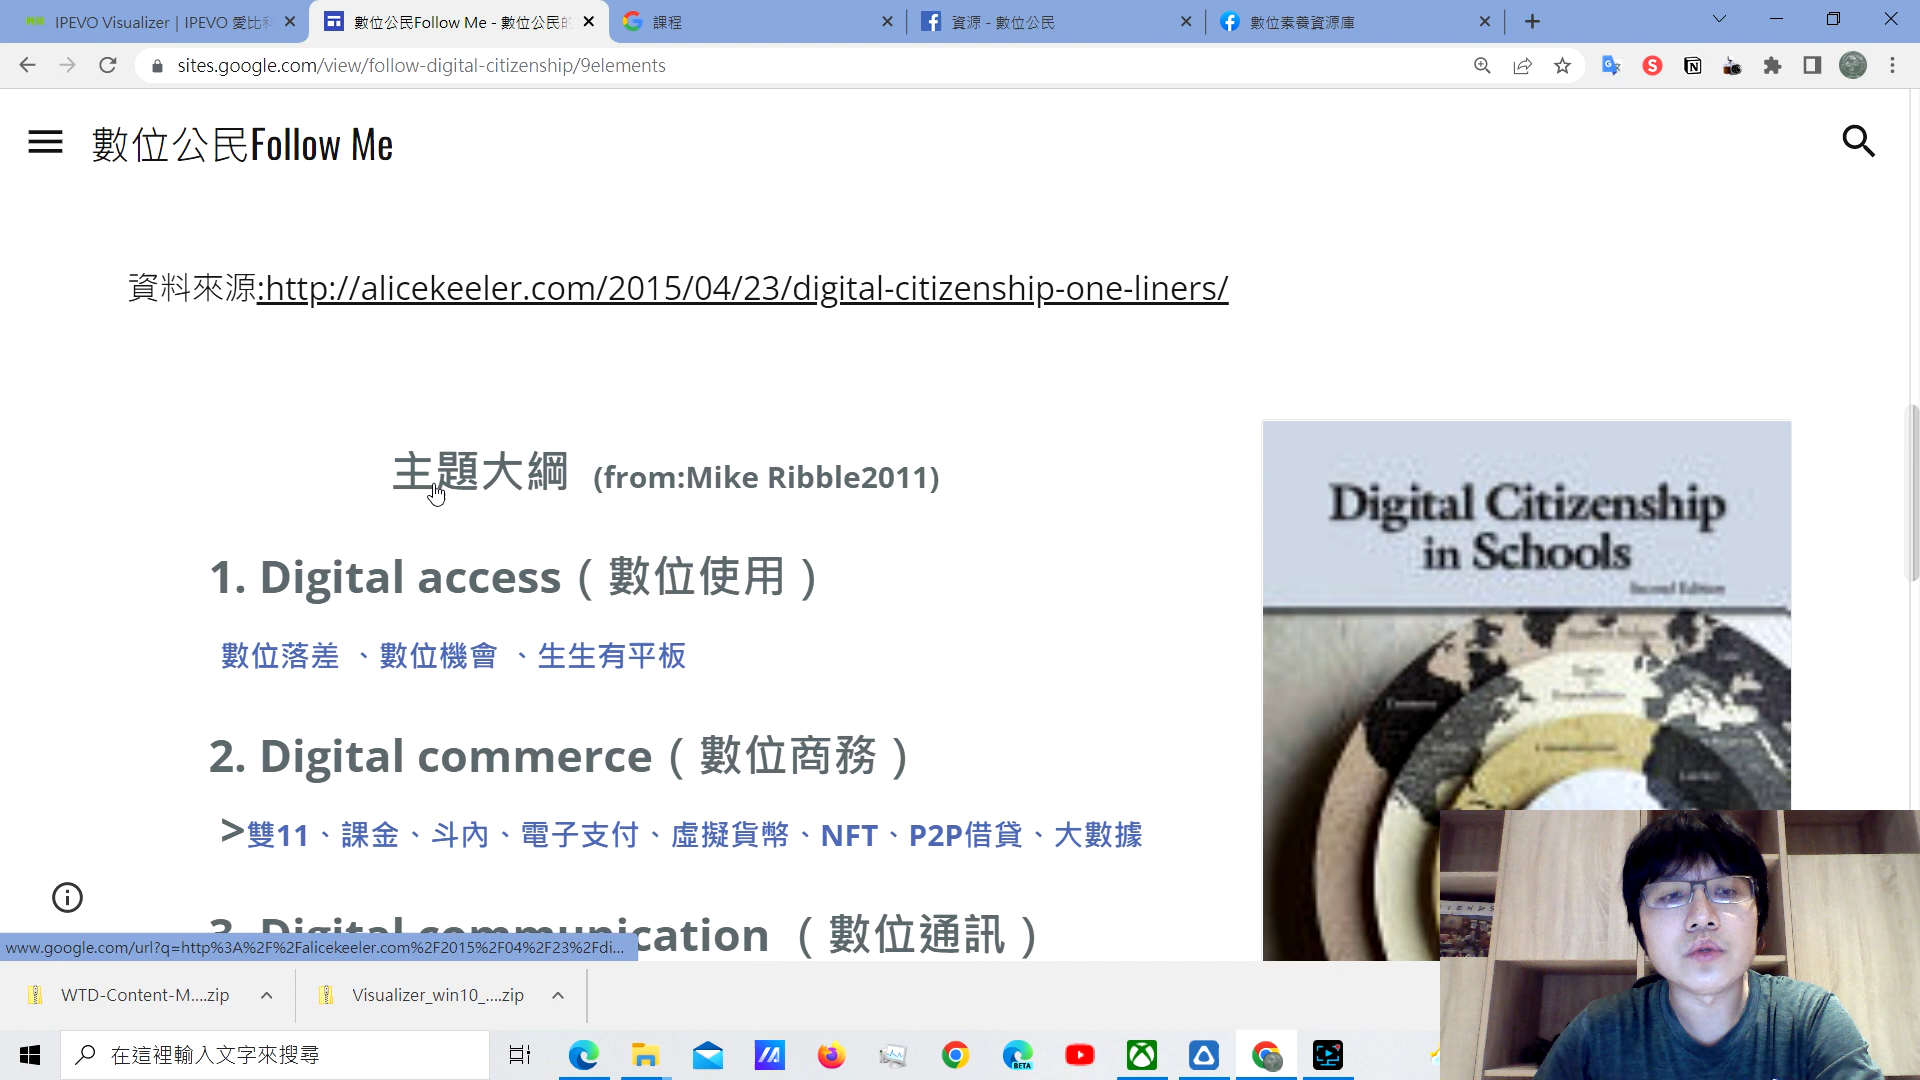 IPEVO Visualizer | IPEVO 愛比科
數位公民Follow Me - 數位公民的
課程
資源 - 數位公民
數位素養資源庫
sites.google.com/view/follow-digital-citizenship/9elements
數位公民Follow Me
資料來源:http://alicekeeler.com/2015/04/23/digital-citizenship-one-liners/
主題大綱 (from:Mike Ribble2011)
1. Digital access（數位使用）
數位落差、數位機會、生生有平板
2. Digital commerce（數位商務）
>雙11、課金、斗內、電子支付、虛擬貨幣、NFT、P2P借貸、大數據
3. Digital communication（數位通訊）
Digital Citizenship
in Schools
Second Edition
www.google.com/url?q=http%3A%2F%2Falicekeeler.com%2F2015%2F04%2F23%2Fdi...
WTD-Content-M....zip
Visualizer_win10_....zip
在這裡輸入文字來搜尋
BETA